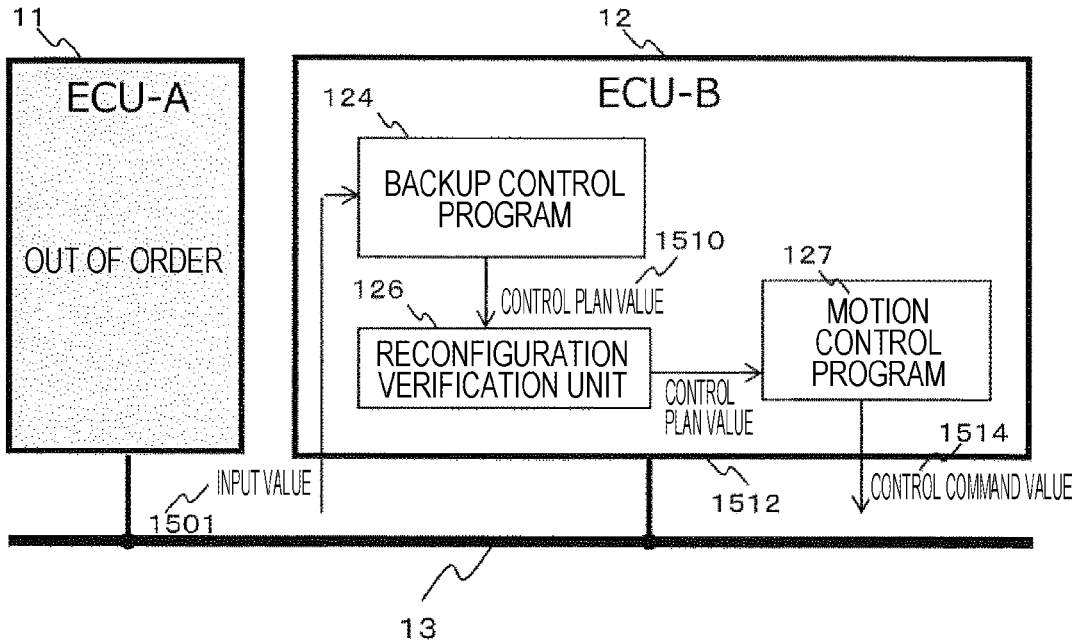 11
12
ECU-A
ECU-B
124
BACKUP CONTROL
PROGRAM
OUT OF ORDER
1510
127
126
CONTROL PLAN VALUE
MOTION
CONTROL
PROGRAM
RECONFIGURATION
VERIFICATION UNIT
CONTROL
PLAN VALUE
1514
INPUT VALUE
1512
CONTROL COMMAND VALUE
1501
13